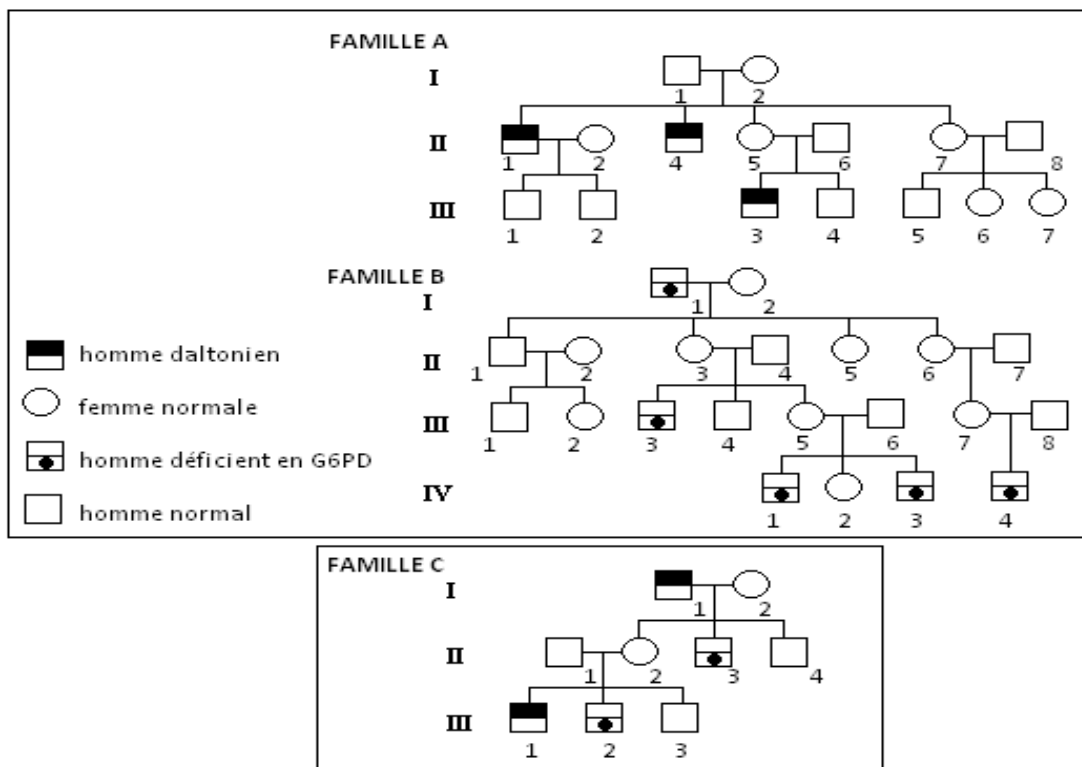 FAMILLE A
I
1 2
II
1 2 4 5 6 7 8
III
1 2 3 4 5 6 7
FAMILLE B
I
1 2
II
1 2 3 4 5 6 7
III
1 2 3 4 5 6 7 8
IV
1 2 3 4
homme daltonien
femme normale
homme déficient en G6PD
homme normal
FAMILLE C
I
1 2
II
1 2 3 4
III
1 2 3